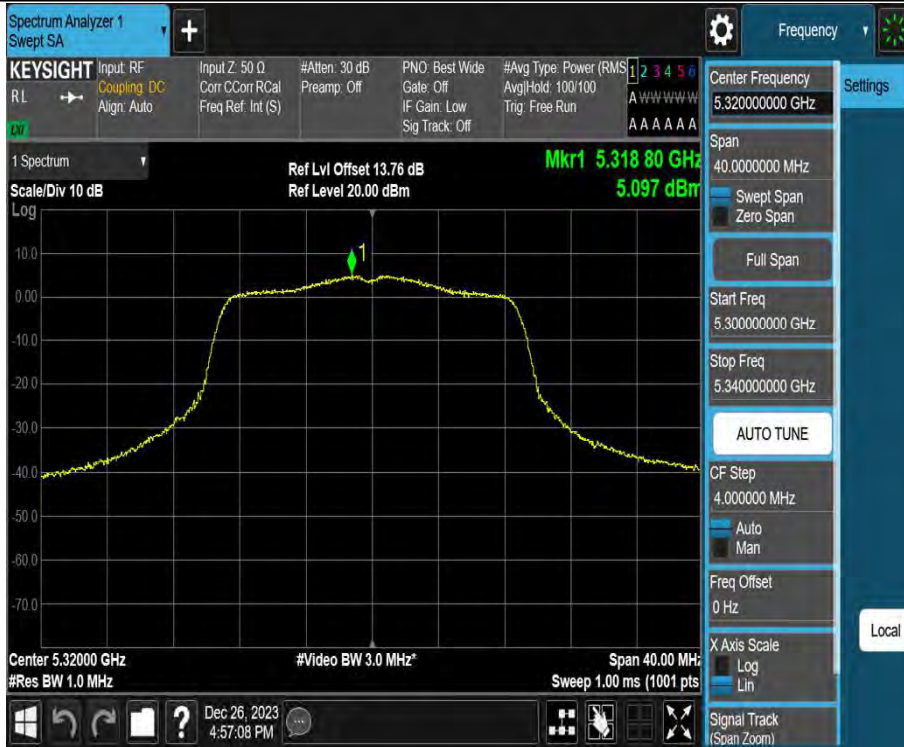 Spectrum Analyzer 1
Swept SA
+
Frequency
KEYSIGHT
RL
LXI
Input: RF
Coupling: DC
Align: Auto
Input Z: 50 Ω
Corr CCorr RCal
Freq Ref: Int (S)
#Atten: 30 dB
Preamp: Off
PNO: Best Wide
Gate: Off
IF Gain: Low
Sig Track: Off
#Avg Type: Power (RMS
Avg|Hold: 100/100
Trig: Free Run
1 2 3 4 5 6
A W W W W W
A A A A A A
1 Spectrum
Scale/Div 10 dB
Log
Ref Lvl Offset 13.76 dB
Ref Level 20.00 dBm
Mkr1 5.318 80 GHz
5.097 dBm
1
10.0
0.00
-10.0
-20.0
-30.0
-40.0
-50.0
-60.0
-70.0
Center 5.32000 GHz
#Res BW 1.0 MHz
#Video BW 3.0 MHz*
Span 40.00 MHz
Sweep 1.00 ms (1001 pts
Dec 26, 2023
4:57:08 PM
?
Center Frequency
5.320000000 GHz
Settings
Span
40.0000000 MHz
Swept Span
Zero Span
Full Span
Start Freq
5.300000000 GHz
Stop Freq
5.340000000 GHz
AUTO TUNE
CF Step
4.000000 MHz
Auto
Man
Freq Offset
0 Hz
X Axis Scale
Log
Lin
Local
Signal Track
(Span Zoom)